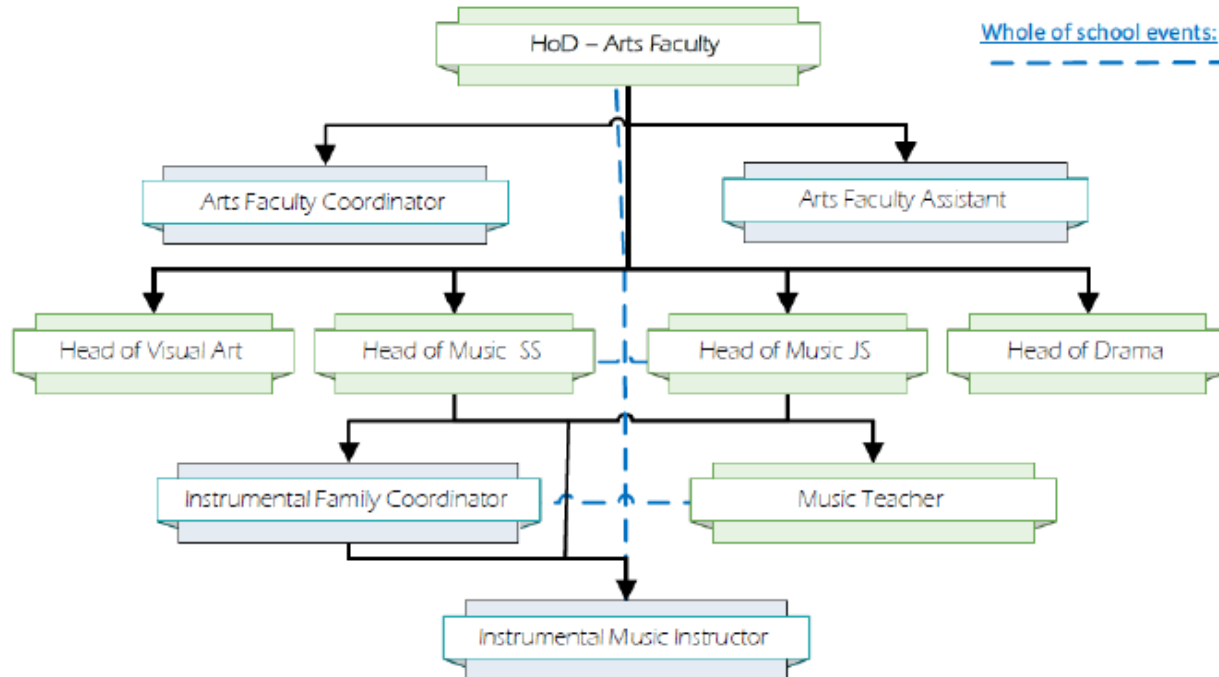 HoD – Arts Faculty
Whole of school events:
Arts Faculty Coordinator
Arts Faculty Assistant
Head of Visual Art
Head of Music SS
Head of Music JS
Head of Drama
Instrumental Family Coordinator
Music Teacher
Instrumental Music Instructor